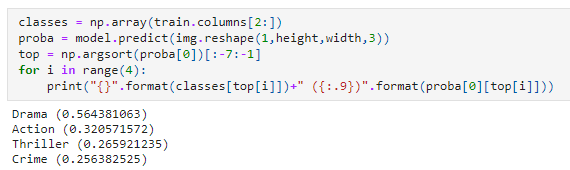 classes = np.array(train.columns[2:])
proba = model.predict(img.reshape(1,height,width,3))
top = np.argsort(proba[0])[:-7:-1]
for i in range(4):
    print("{}".format(classes[top[i]])+" ({:.9})".format(proba[0][top[i]]))
Drama (0.564381063)
Action (0.320571572)
Thriller (0.265921235)
Crime (0.256382525)